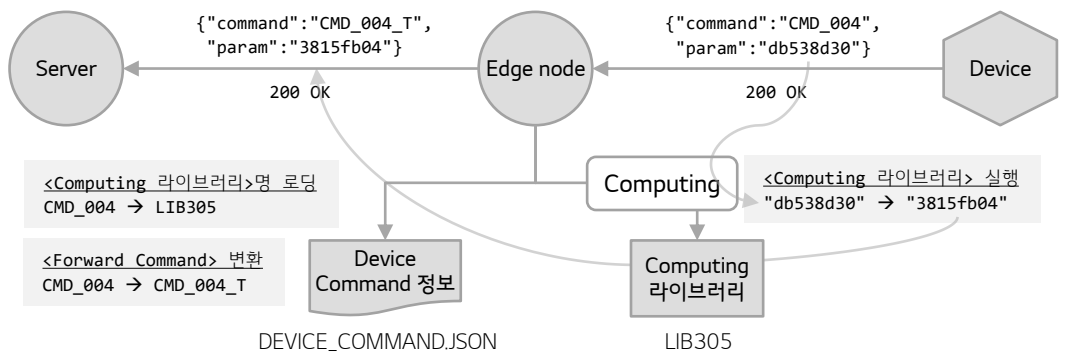 {"command":"CMD_004_T",
"param":"3815fb04"}
{"command":"CMD_004",
"param":"db538d30"}
Server
Edge node
Device
200 OK
200 OK
<Computing 라이브러리>명 로딩
CMD_004 → LIB305
Computing
<Computing 라이브러리> 실행
"db538d30" → "3815fb04"
<Forward Command> 변환
CMD_004 → CMD_004_T
Device
Command 정보
Computing
라이브러리
DEVICE_COMMAND.JSON
LIB305